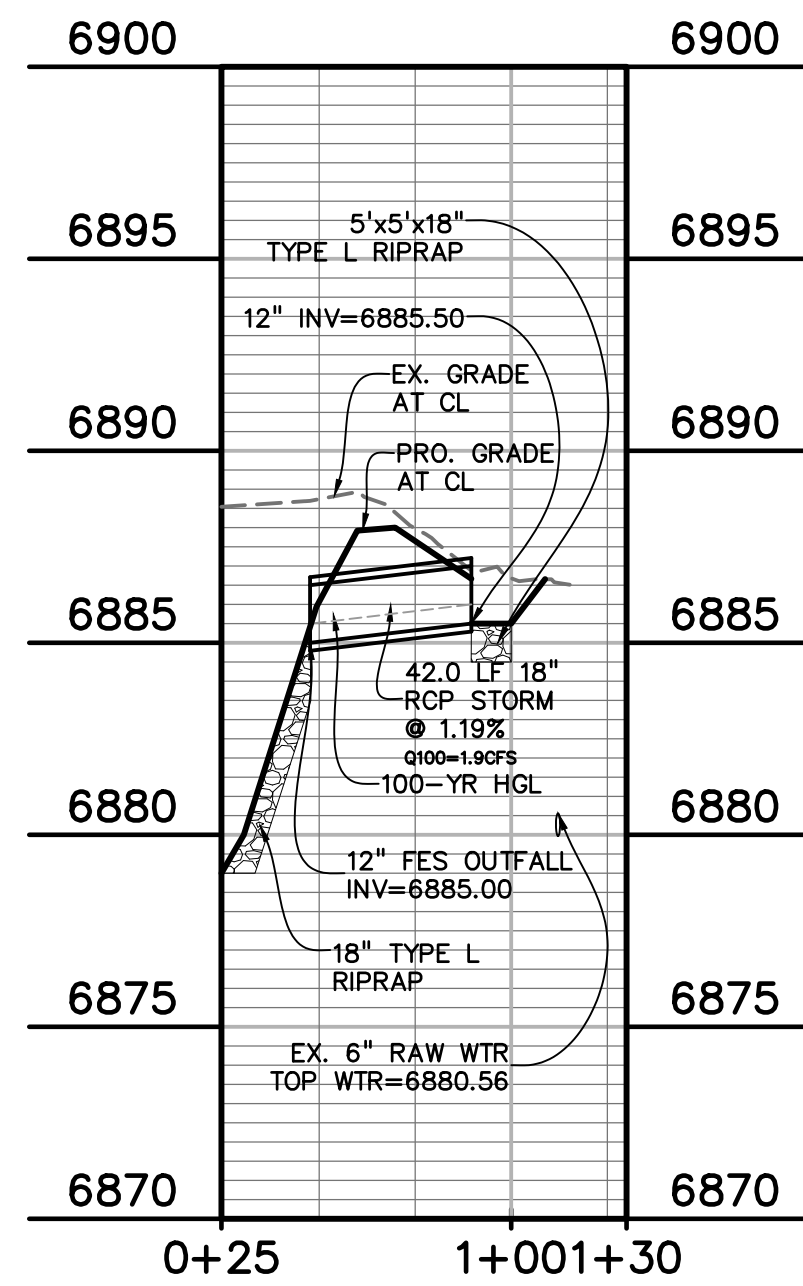 6900
6900
5'x5'x18"
TYPE L RIPRAP
6895
6895
12" INV=6885.50
EX. GRADE
AT CL
6890
6890
PRO. GRADE
AT CL
6885
6885
42.0 LF 18"
RCP STORM
@ 1.19%
Q100=1.9CFS
100-YR HGL
6880
6880
12" FES OUTFALL
INV=6885.00
18" TYPE L
RIPRAP
6875
6875
EX. 6" RAW WTR
TOP WTR=6880.56
6870
6870
0+25
1+00
1+30